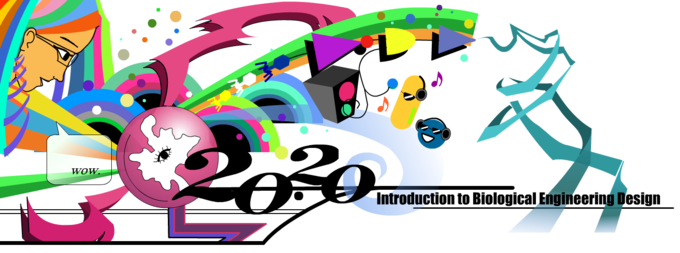 wow.
20.20
Introduction to Biological Engineering Design